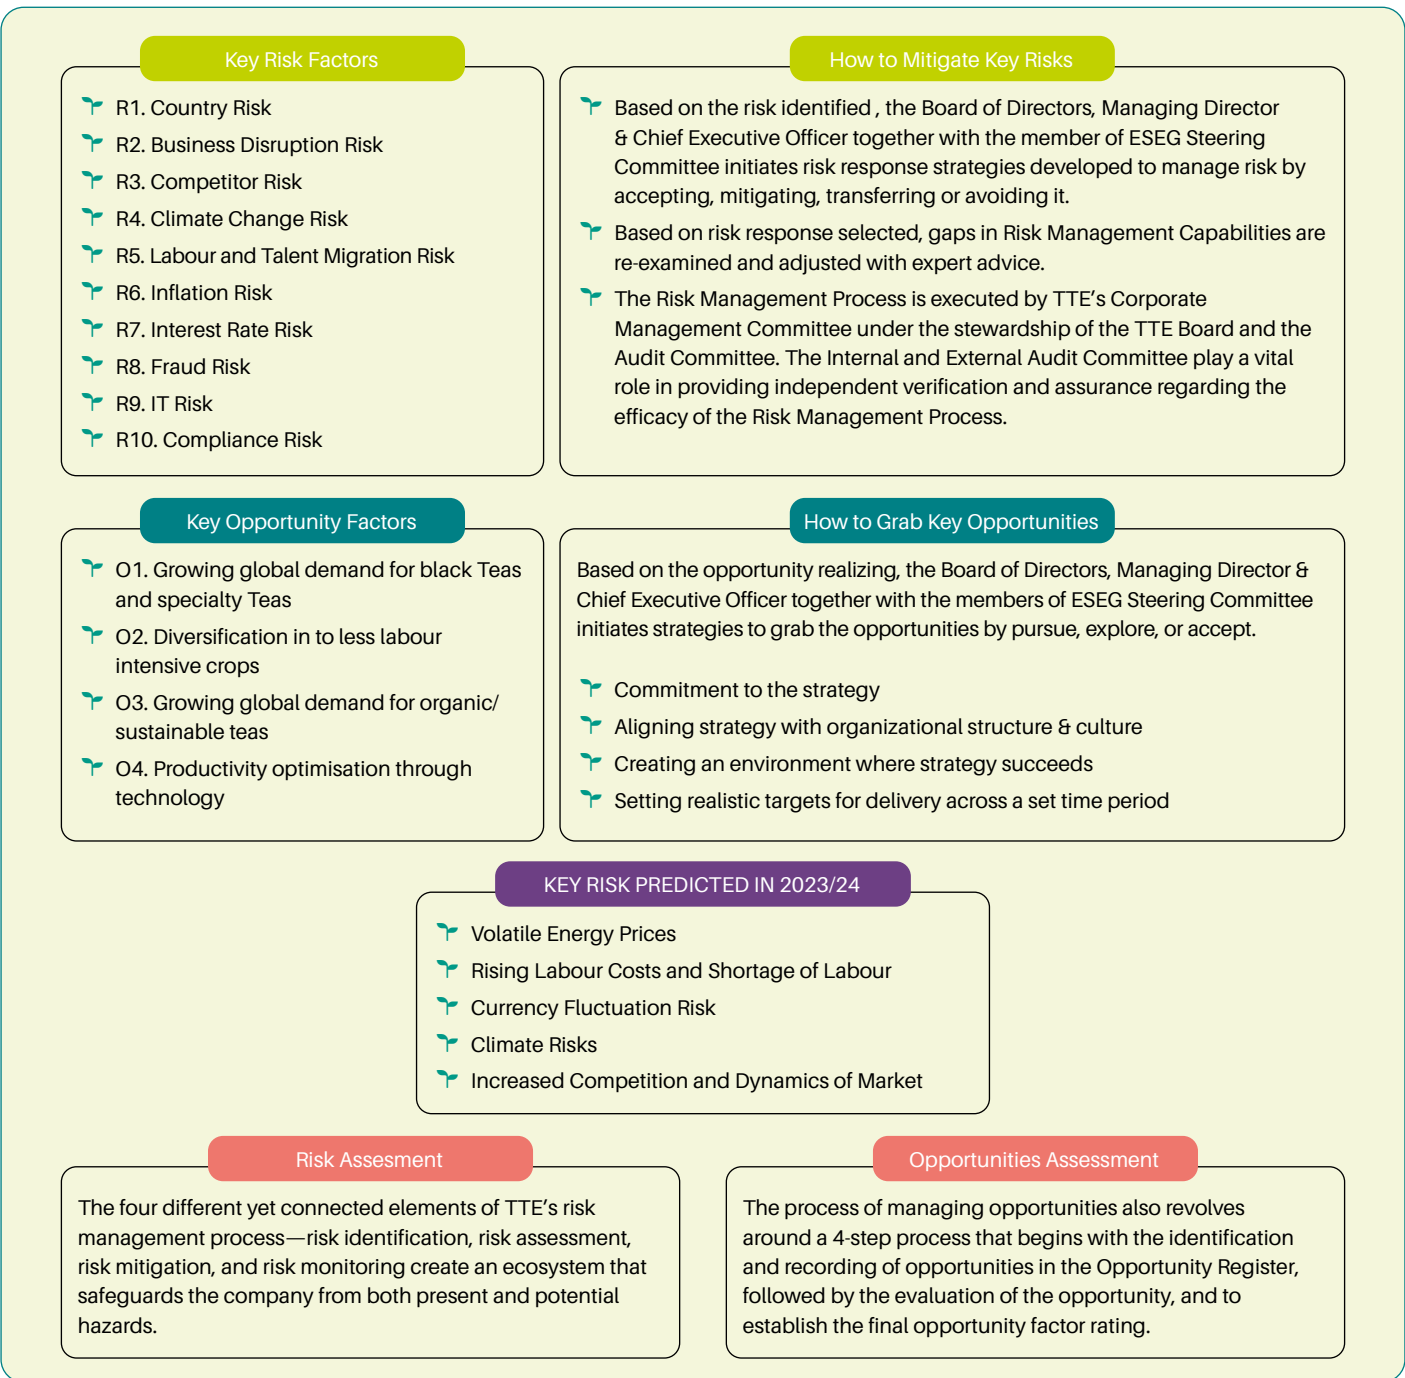 Key Risk Factors
R1. Country Risk
R2. Business Disruption Risk
R3. Competitor Risk
R4. Climate Change Risk
R5. Labour and Talent Migration Risk
R6. Inflation Risk
R7. Interest Rate Risk
R8. Fraud Risk
R9. IT Risk
R10. Compliance Risk
How to Mitigate Key Risks
Based on the risk identified , the Board of Directors, Managing Director
& Chief Executive Officer together with the member of ESEG Steering
Committee initiates risk response strategies developed to manage risk by
accepting, mitigating, transferring or avoiding it.
Based on risk response selected, gaps in Risk Management Capabilities are
re-examined and adjusted with expert advice.
The Risk Management Process is executed by TTE’s Corporate
Management Committee under the stewardship of the TTE Board and the
Audit Committee. The Internal and External Audit Committee play a vital
role in providing independent verification and assurance regarding the
efficacy of the Risk Management Process.
Key Opportunity Factors
O1. Growing global demand for black Teas
and specialty Teas
O2. Diversification in to less labour
intensive crops
O3. Growing global demand for organic/
sustainable teas
O4. Productivity optimisation through
technology
How to Grab Key Opportunities
Based on the opportunity realizing, the Board of Directors, Managing Director &
Chief Executive Officer together with the members of ESEG Steering Committee
initiates strategies to grab the opportunities by pursue, explore, or accept.
Commitment to the strategy
Aligning strategy with organizational structure & culture
Creating an environment where strategy succeeds
Setting realistic targets for delivery across a set time period
KEY RISK PREDICTED IN 2023/24
Volatile Energy Prices
Rising Labour Costs and Shortage of Labour
Currency Fluctuation Risk
Climate Risks
Increased Competition and Dynamics of Market
Risk Assesment
The four different yet connected elements of TTE’s risk
management process—risk identification, risk assessment,
risk mitigation, and risk monitoring create an ecosystem that
safeguards the company from both present and potential
hazards.
Opportunities Assessment
The process of managing opportunities also revolves
around a 4-step process that begins with the identification
and recording of opportunities in the Opportunity Register,
followed by the evaluation of the opportunity, and to
establish the final opportunity factor rating.